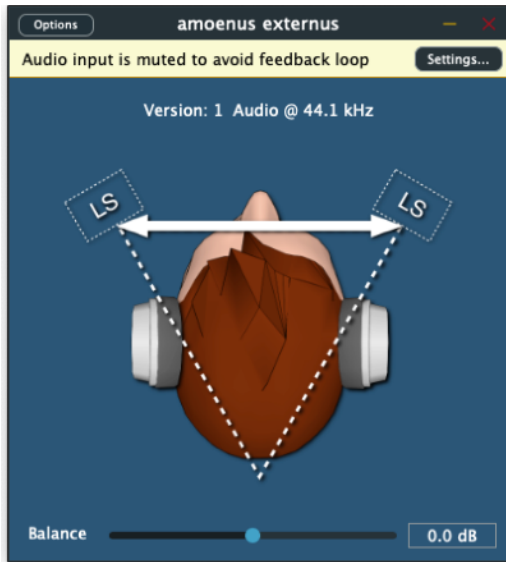 Options
amoenus externus
Audio input is muted to avoid feedback loop
Settings...
Version: 1 Audio @ 44.1 kHz
LS
LS
Balance
0.0 dB